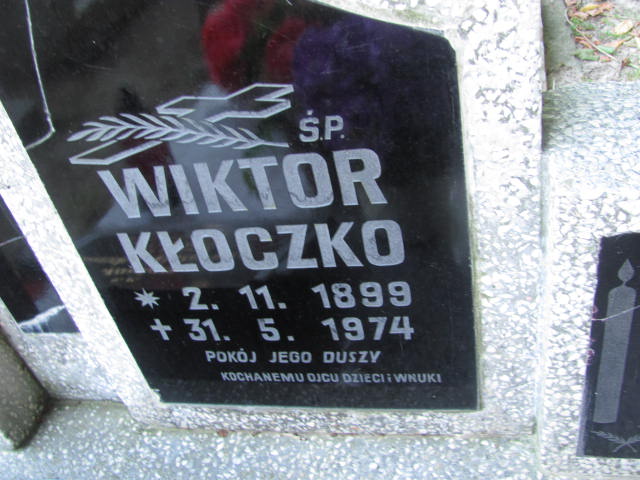 Ś.P.
WIKTOR
KŁOCZKO
* 2. 11. 1899
+ 31. 5. 1974
POKÓJ JEGO DUSZY
KOCHANEMU OJCU DZIECI i WNUKI